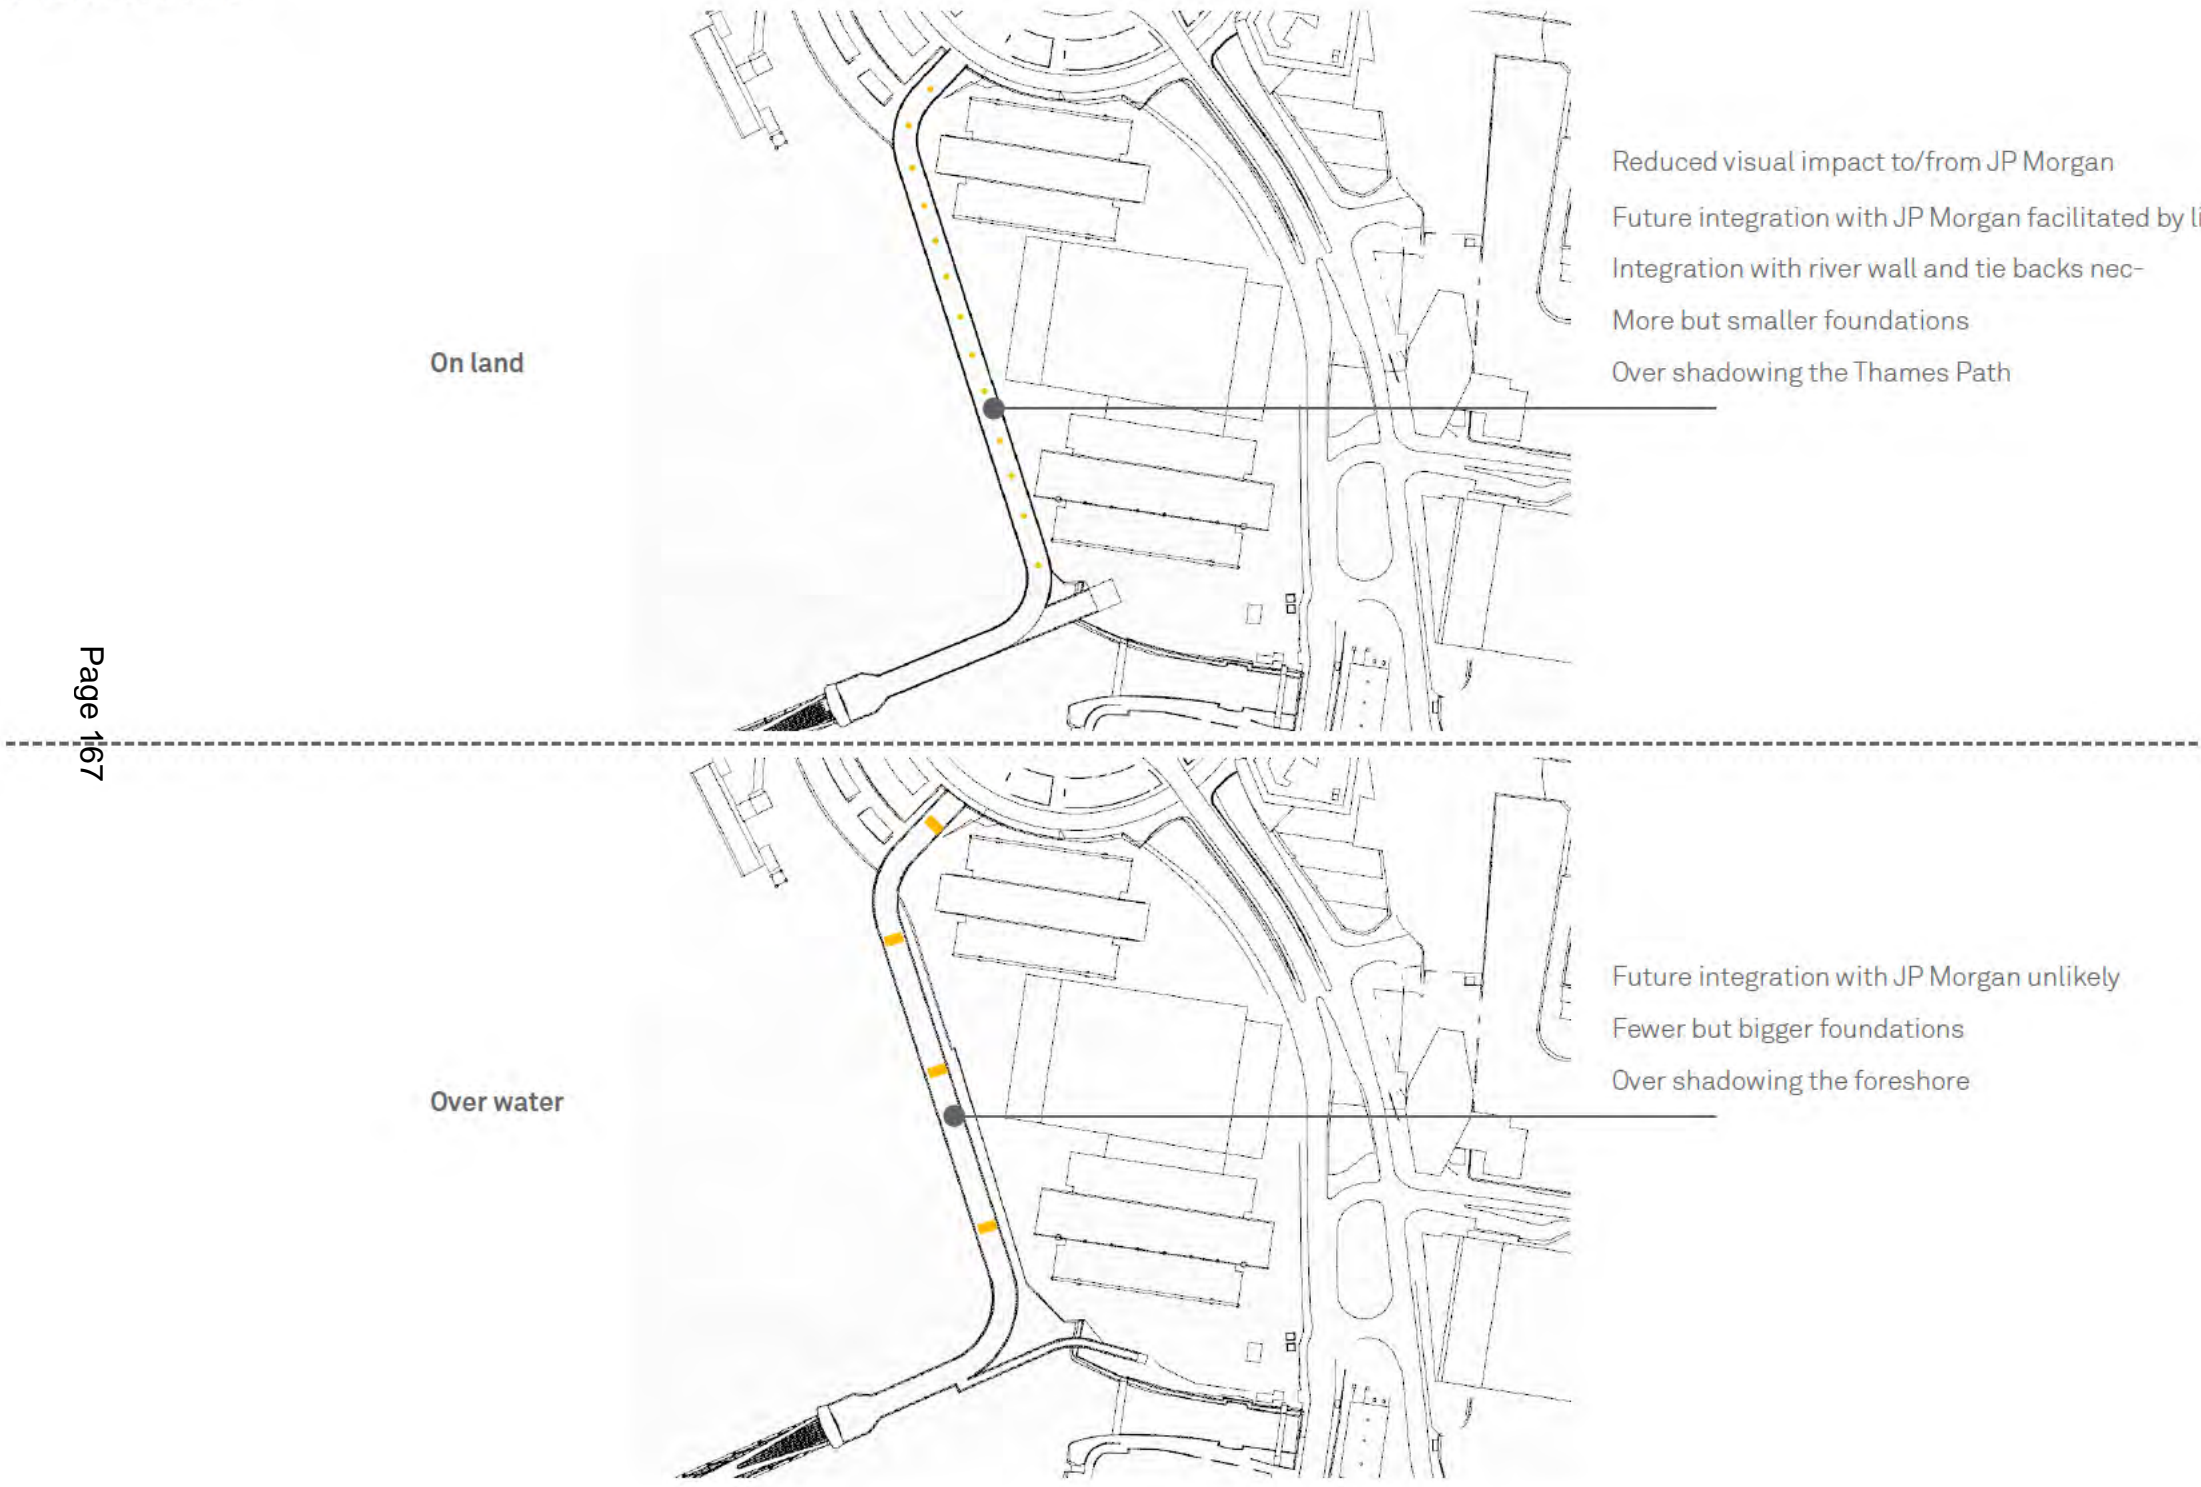 On land
Reduced visual impact to/from JP Morgan
Future integration with JP Morgan facilitated by li
Integration with river wall and tie backs nec-
More but smaller foundations
Over shadowing the Thames Path
Page 167
Over water
Future integration with JP Morgan unlikely
Fewer but bigger foundations
Over shadowing the foreshore